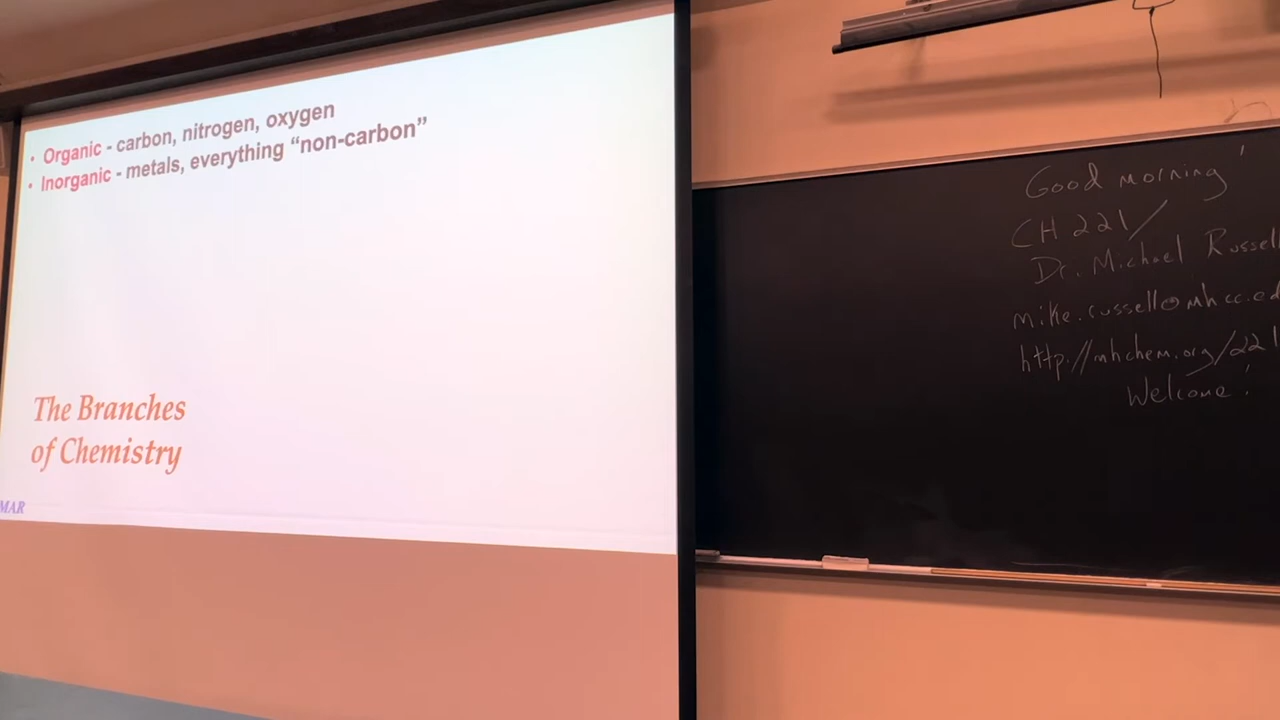 • Organic - carbon, nitrogen, oxygen
• Inorganic - metals, everything “non-carbon”
The Branches
of Chemistry
MAR
Good morning!
CH 221/
Dr. Michael Russell
mike.russell@mhcc.ed
http://mhchem.org/221
Welcome!